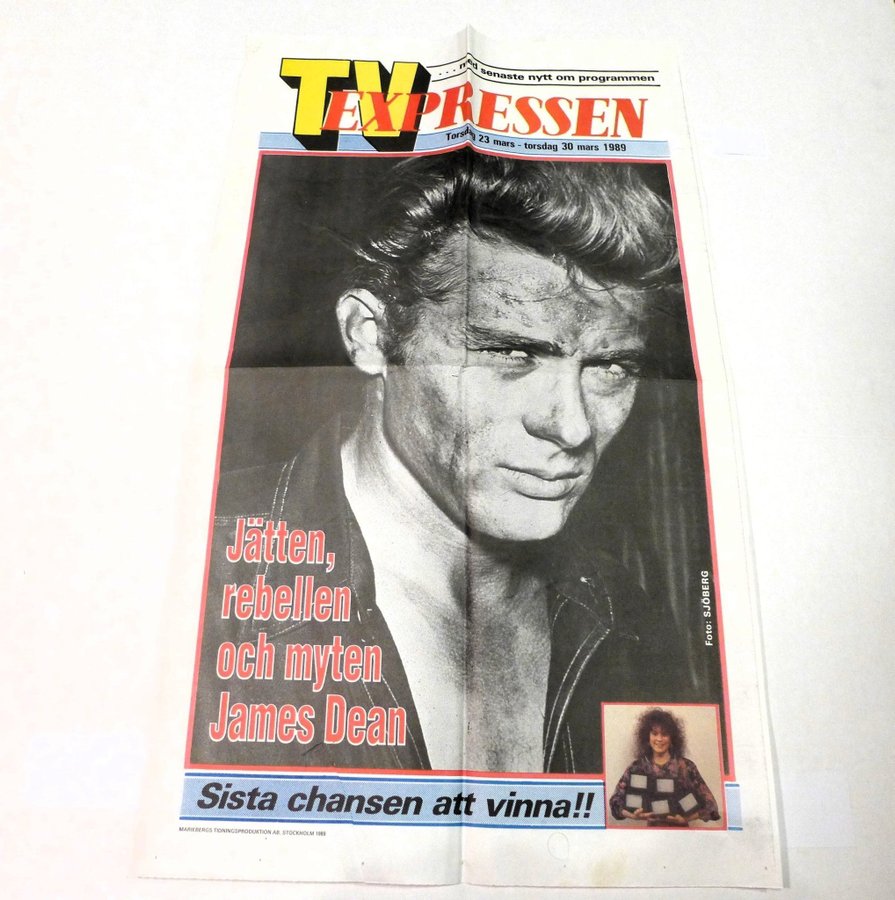 ... med senaste nytt om programmen
TV
EXPRESSEN
Torsdag 23 mars - torsdag 30 mars 1989
Jätten,
rebellen
och myten
James Dean
Foto: SJÖBERG
Sista chansen att vinna!!
MARKBERGS TIDNINGSPRODUKTION AB, STOCKHOLM 1989